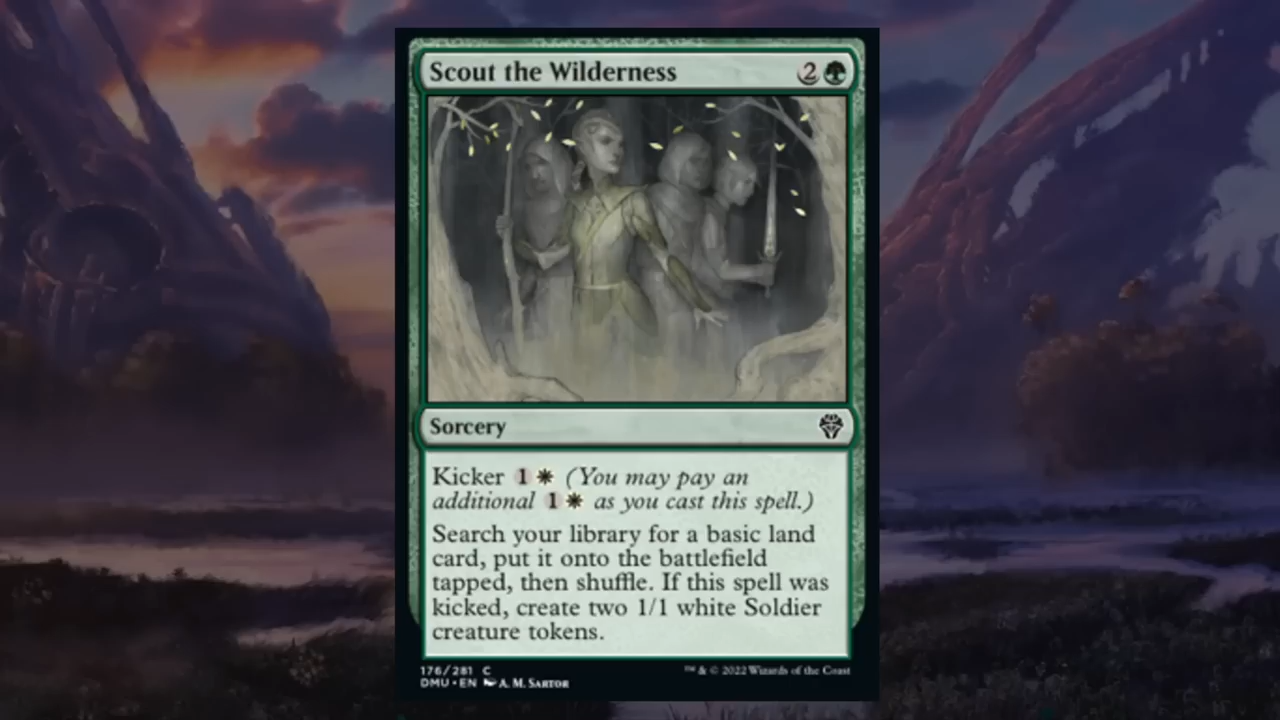 Scout the Wilderness 2
Sorcery
Kicker 1 (You may pay an
additional 1 as you cast this spell.)
Search your library for a basic land
card, put it onto the battlefield
tapped, then shuffle. If this spell was
kicked, create two 1/1 white Soldier
creature tokens.
176/281 C
DMU • EN A. M. Sartor
™ & © 2022 Wizards of the Coast